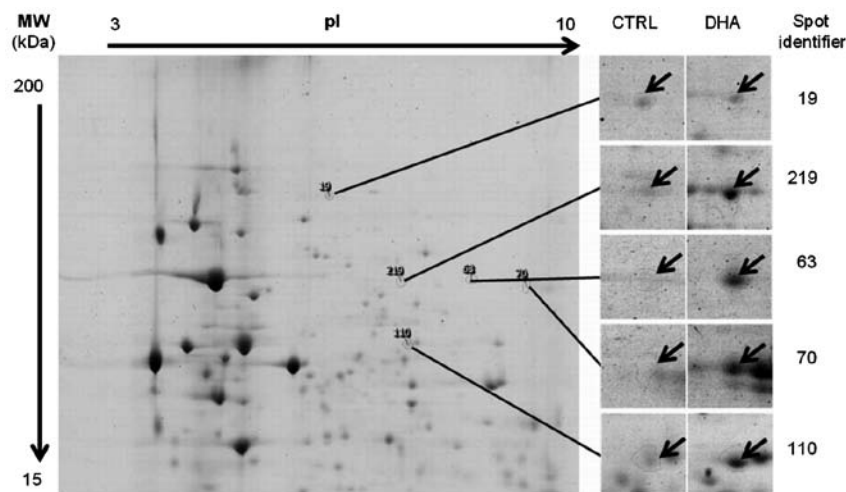 MW
(kDa)
3
pI
10
CTRL
DHA
Spot
identifier
200
19
19
219
219
63
63
70
70
110
110
15